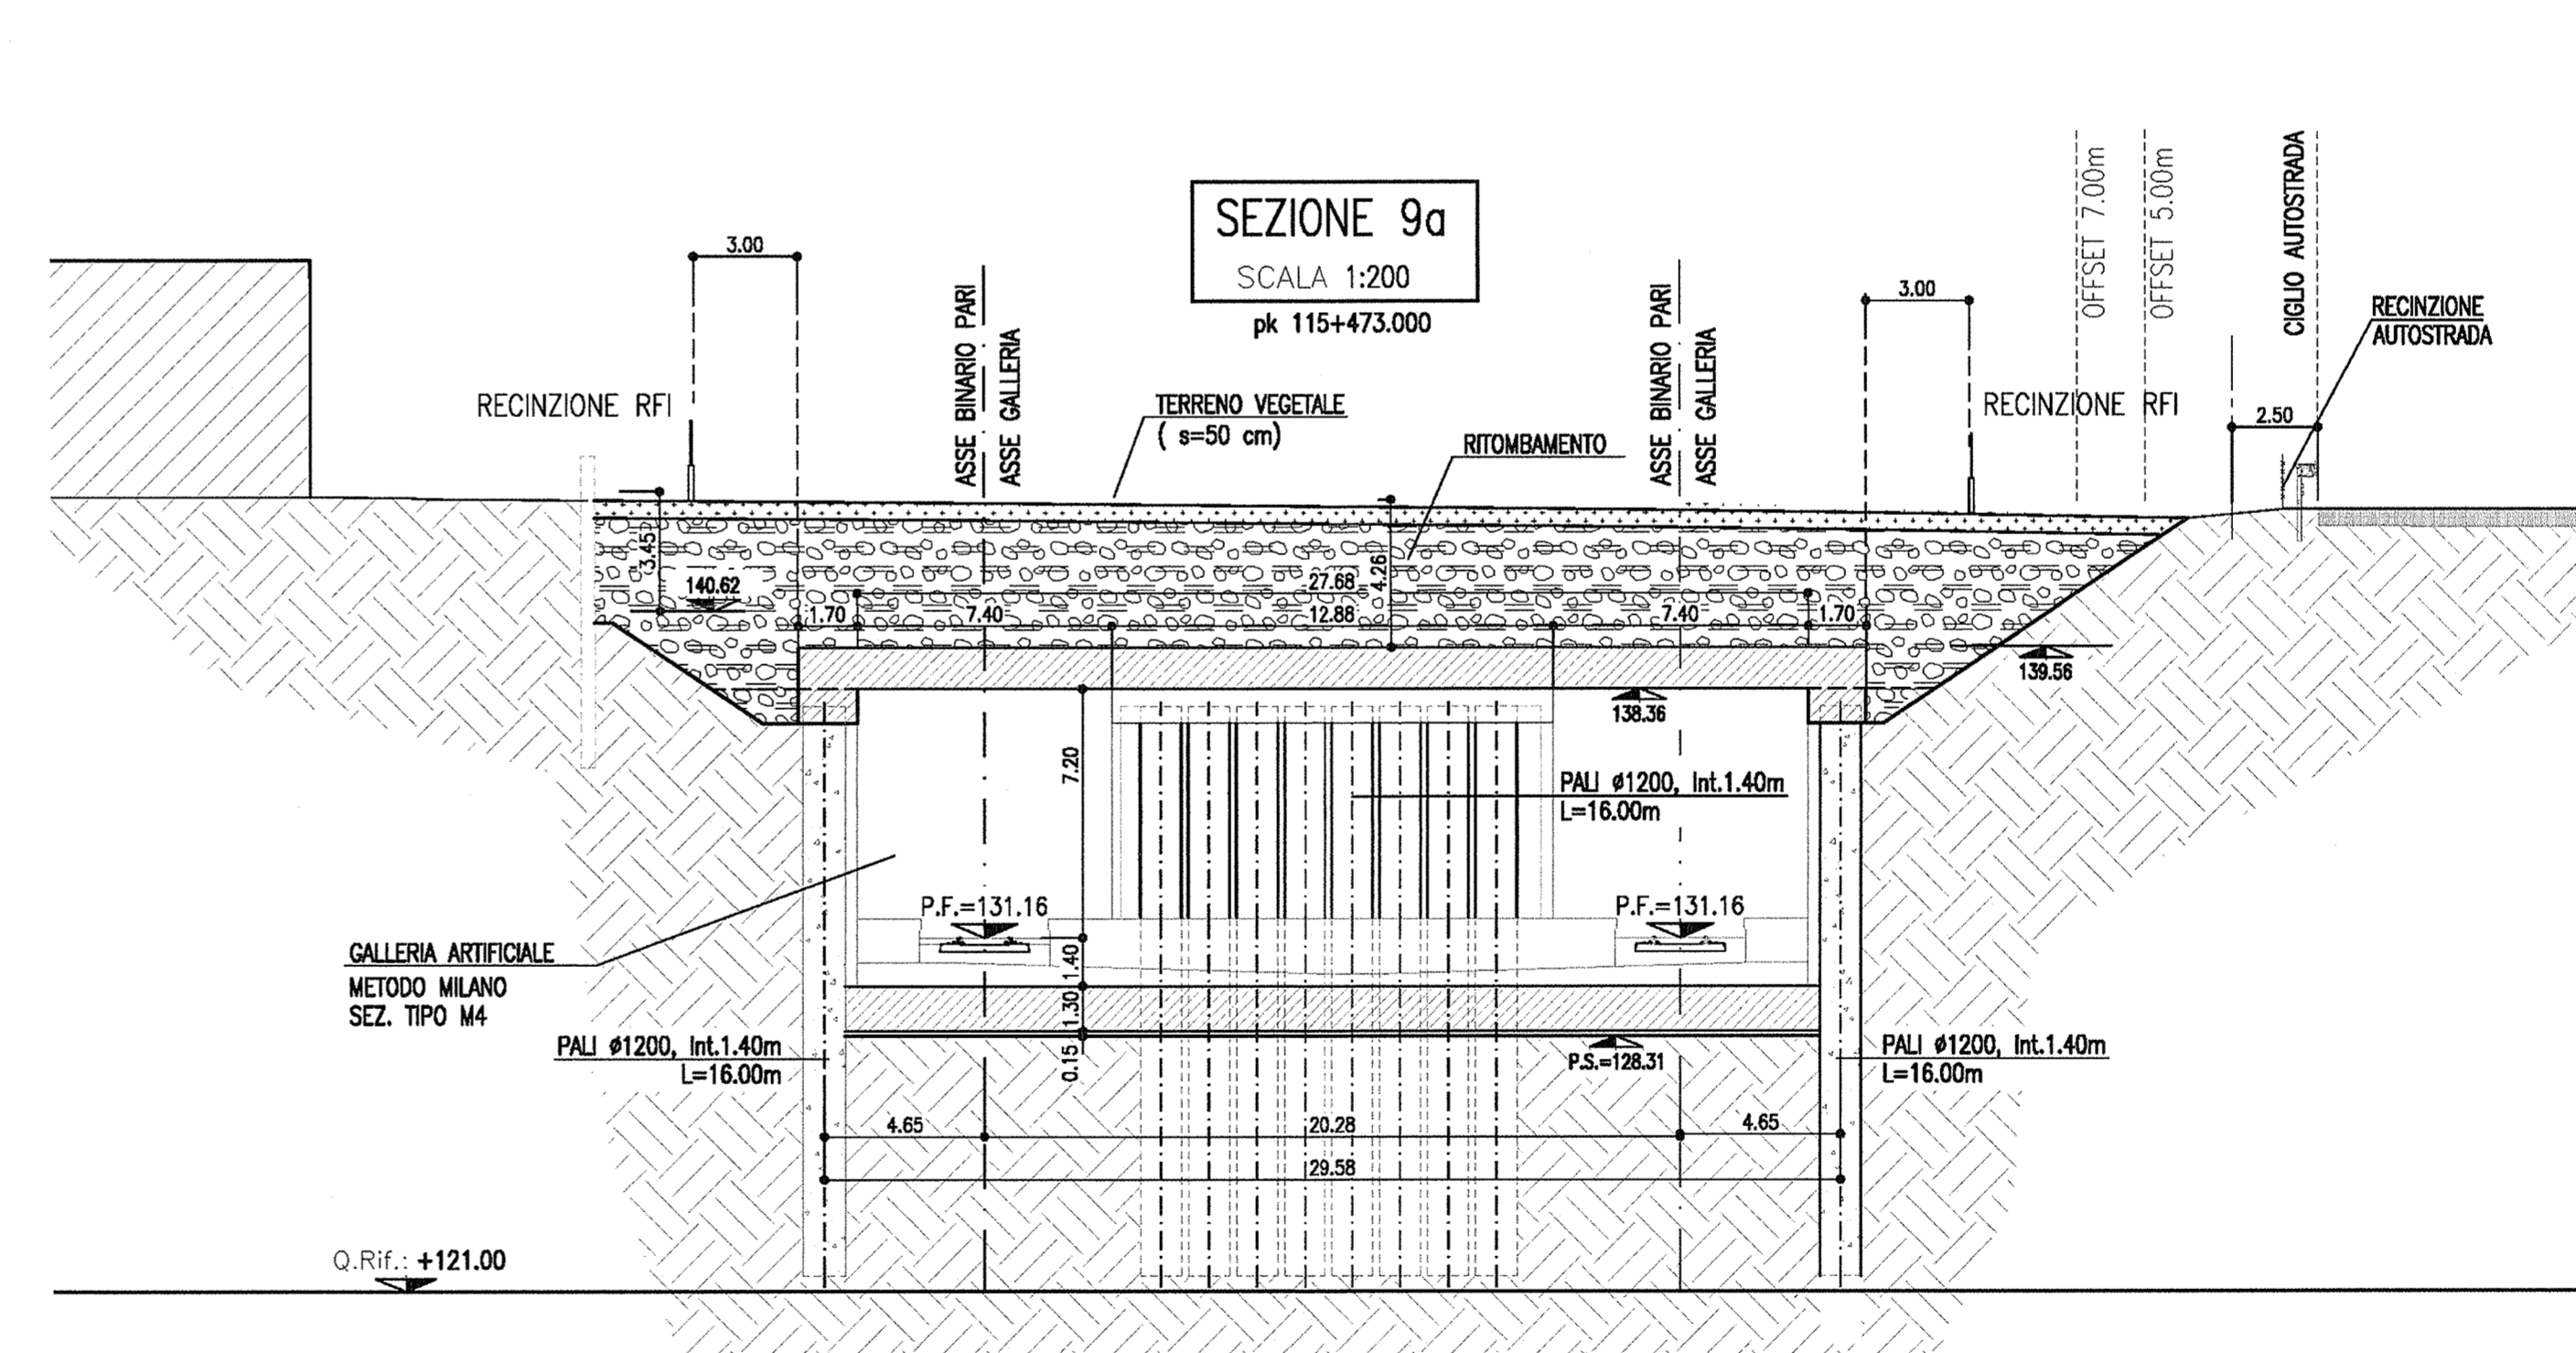 SEZIONE 9a
SCALA 1:200
pk 115+473.000
3.00
3.00
OFFSET 7.00m
OFFSET 5.00m
CIGLIO AUTOSTRADA
RECINZIONE
AUTOSTRADA
2.50
RECINZIONE RFI
ASSE BINARIO PARI
ASSE GALLERIA
TERRENO VEGETALE
( s=50 cm)
RITOMBAMENTO
ASSE BINARIO PARI
ASSE GALLERIA
RECINZIONE RFI
3.45
140.62
4.26
27.68
1.70
7.40
12.88
7.40
1.70
139.56
138.36
7.20
PALI ø1200, Int.1.40m
L=16.00m
P.F.=131.16
P.F.=131.16
GALLERIA ARTIFICIALE
METODO MILANO
SEZ. TIPO M4
1.40
1.30
0.15
P.S.=128.31
PALI ø1200, Int.1.40m
L=16.00m
PALI ø1200, Int.1.40m
L=16.00m
4.65
20.28
4.65
29.58
Q.Rif.: +121.00